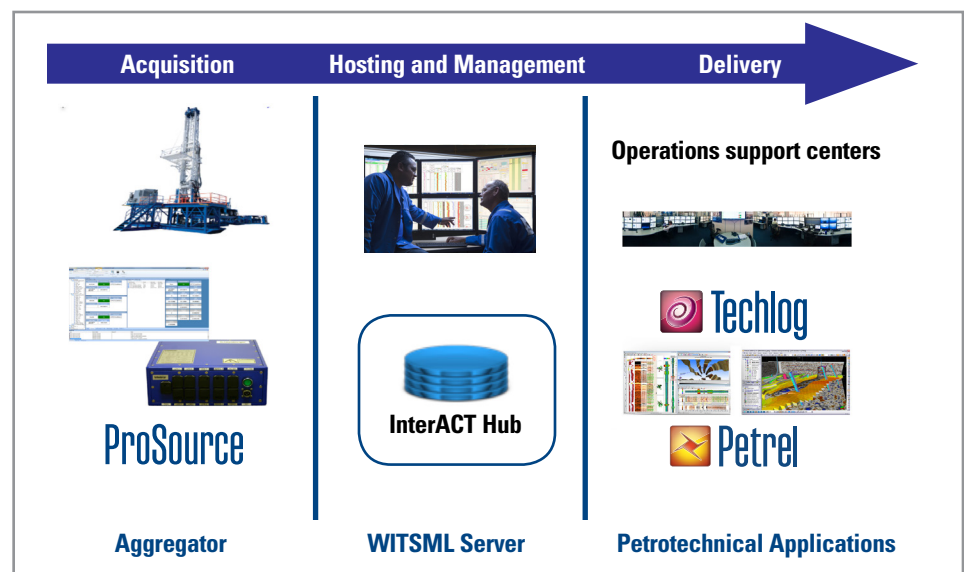 Acquisition
Hosting and Management
Delivery
Operations support centers
Techlog
InterACT Hub
ProSource
Petrel
Aggregator
WITSML Server
Petrotechnical Applications